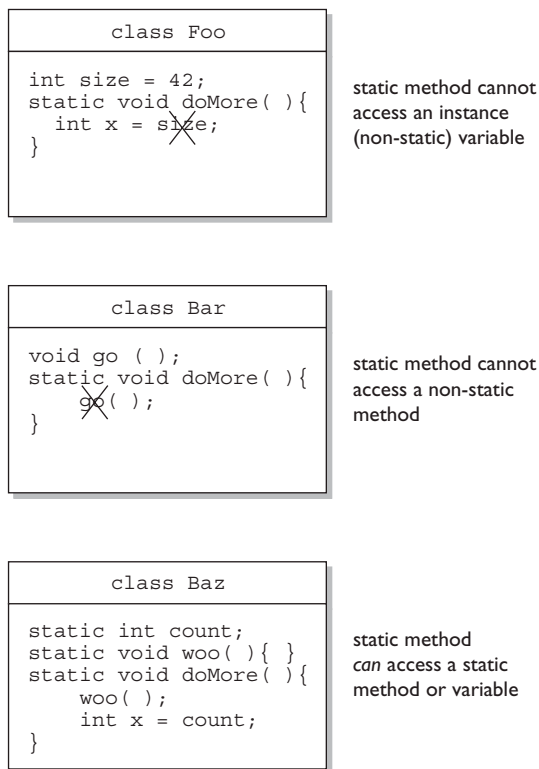 class Foo
int size = 42;
static void doMore( ){
int x = size;
}
static method cannot
access an instance
(non-static) variable
class Bar
void go ( );
static void doMore( ){
go( );
}
static method cannot
access a non-static
method
class Baz
static int count;
static void woo( ){ }
static void doMore( ){
woo( );
int x = count;
}
static method
can access a static
method or variable